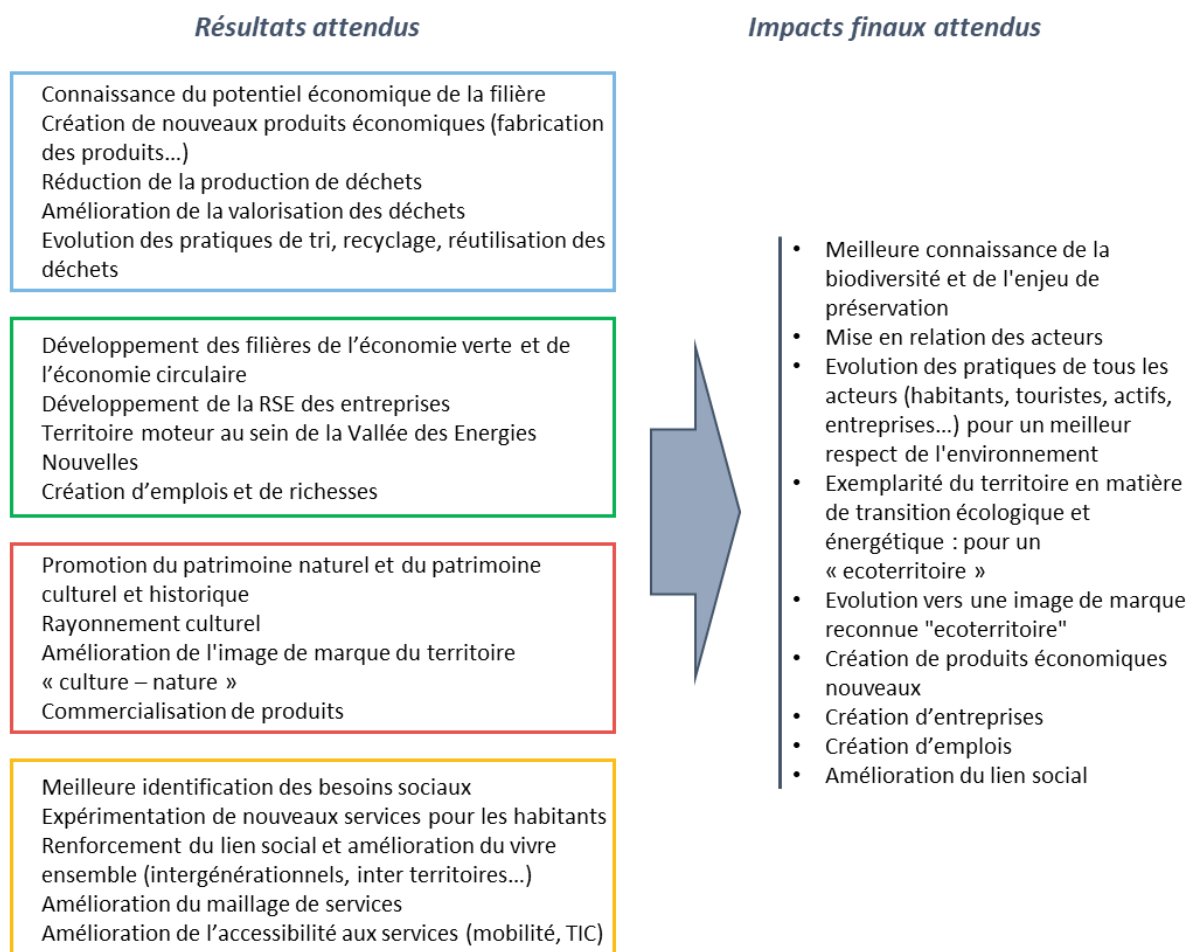 Résultats attendus
Connaissance du potentiel économique de la filière
Création de nouveaux produits économiques (fabrication
des produits...)
Réduction de la production de déchets
Amélioration de la valorisation des déchets
Evolution des pratiques de tri, recyclage, réutilisation des
déchets
Développement des filières de l’économie verte et de
l’économie circulaire
Développement de la RSE des entreprises
Territoire moteur au sein de la Vallée des Energies
Nouvelles
Création d’emplois et de richesses
Promotion du patrimoine naturel et du patrimoine
culturel et historique
Rayonnement culturel
Amélioration de l'image de marque du territoire
« culture – nature »
Commercialisation de produits
Meilleure identification des besoins sociaux
Expérimentation de nouveaux services pour les habitants
Renforcement du lien social et amélioration du vivre
ensemble (intergénérationnels, inter territoires...)
Amélioration du maillage de services
Amélioration de l’accessibilité aux services (mobilité, TIC)
Impacts finaux attendus
• Meilleure connaissance de la
biodiversité et de l'enjeu de
préservation
• Mise en relation des acteurs
• Evolution des pratiques de tous les
acteurs (habitants, touristes, actifs,
entreprises...) pour un meilleur
respect de l'environnement
• Exemplarité du territoire en matière
de transition écologique et
énergétique : pour un
« ecoterritoire »
• Evolution vers une image de marque
reconnue "ecoterritoire"
• Création de produits économiques
nouveaux
• Création d’entreprises
• Création d’emplois
• Amélioration du lien social